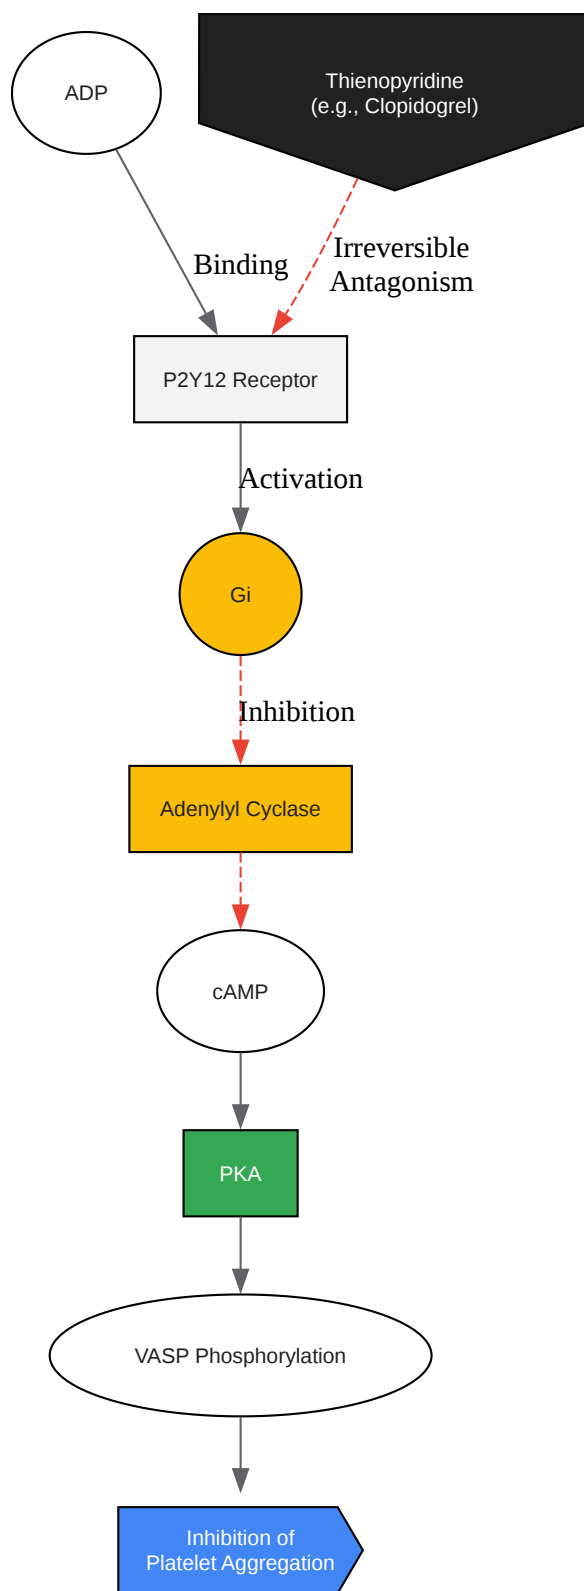 ADP
Thienopyridine
(e.g., Clopidogrel)
Binding
Irreversible
Antagonism
P2Y12 Receptor
Activation
Gi
Inhibition
Adenylyl Cyclase
cAMP
PKA
VASP Phosphorylation
Inhibition of
Platelet Aggregation